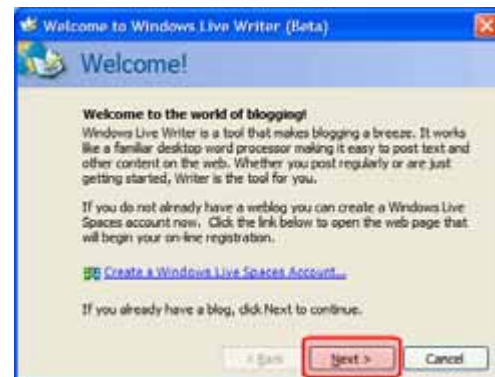 Welcome to Windows Live Writer (Beta)
Welcome!
Welcome to the world of blogging!
Windows Live Writer is a tool that makes blogging a breeze. It works
like a familiar desktop word processor making it easy to post text and
other content on the web. Whether you post regularly or are just
getting started, Writer is the tool for you.
If you do not already have a weblog you can create a Windows Live
Spaces account now. Click the link below to open the web page that
will begin your on-line registration.
Create a Windows Live Spaces Account...
If you already have a blog, click Next to continue.
< Back Next > Cancel